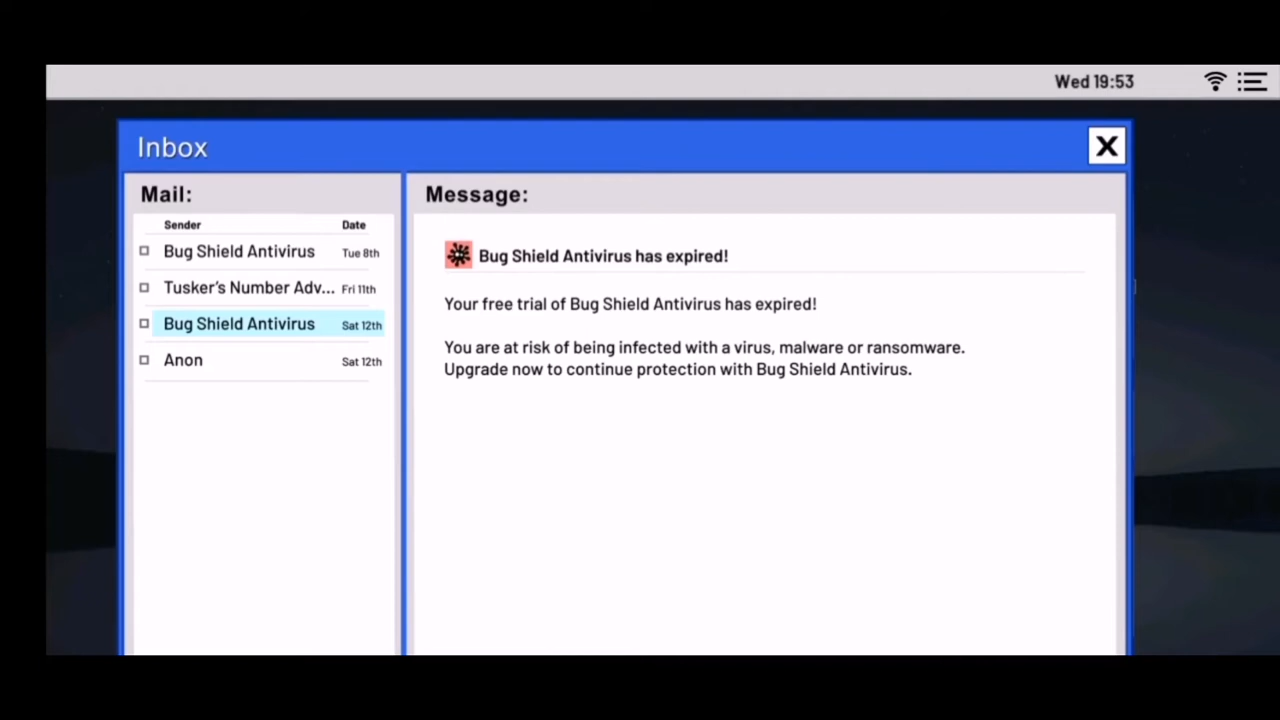 Wed 19:53
Inbox
X
Mail:
Sender Date
Bug Shield Antivirus Tue 8th
Tusker's Number Adv... Fri 11th
Bug Shield Antivirus Sat 12th
Anon Sat 12th
Message:
Bug Shield Antivirus has expired!
Your free trial of Bug Shield Antivirus has expired!
You are at risk of being infected with a virus, malware or ransomware.
Upgrade now to continue protection with Bug Shield Antivirus.